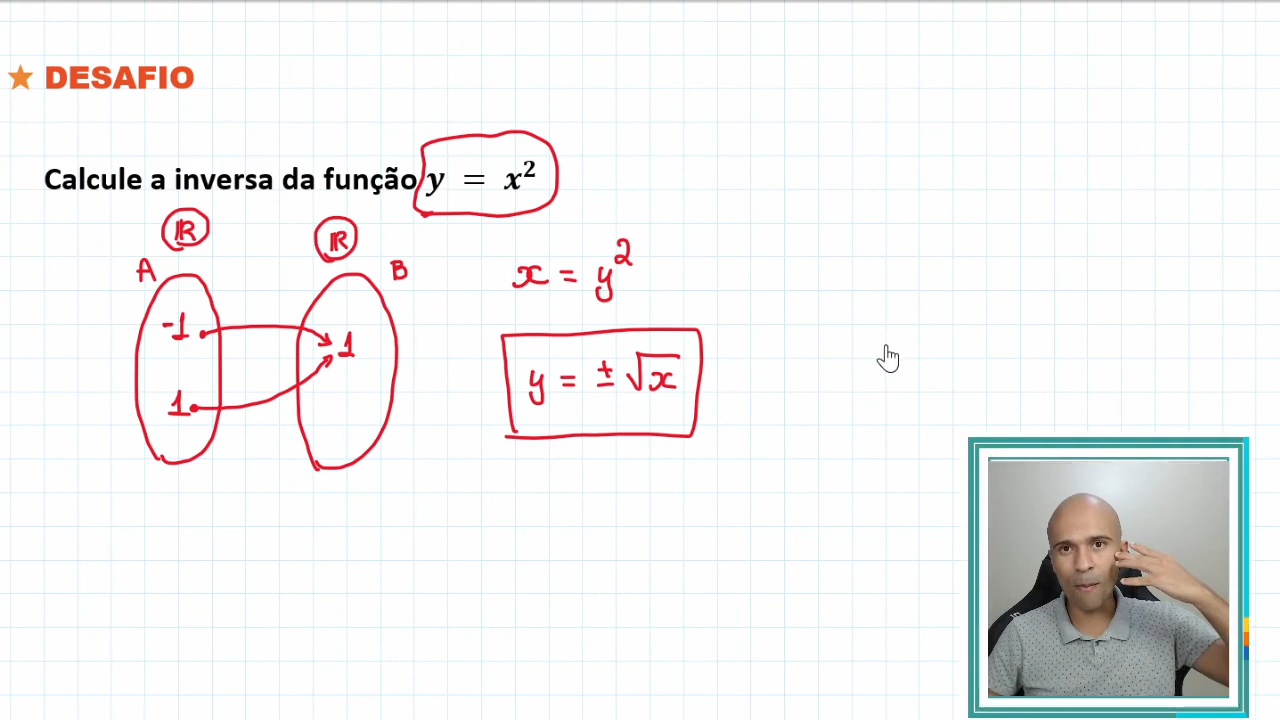 DESAFIO
Calcule a inversa da função y = x²
ℝ ℝ
A B
x = y²
-1 1
y = ± √x
1